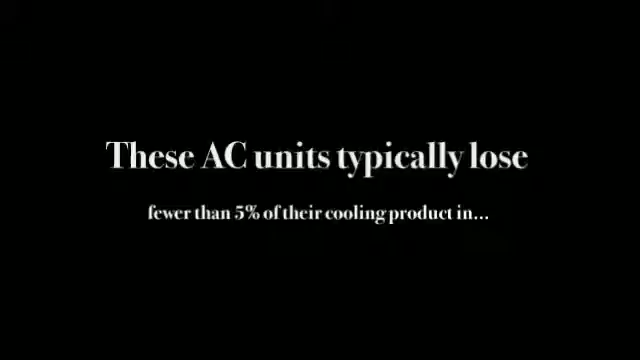 These AC units typically lose
fewer than 5% of their cooling product in...